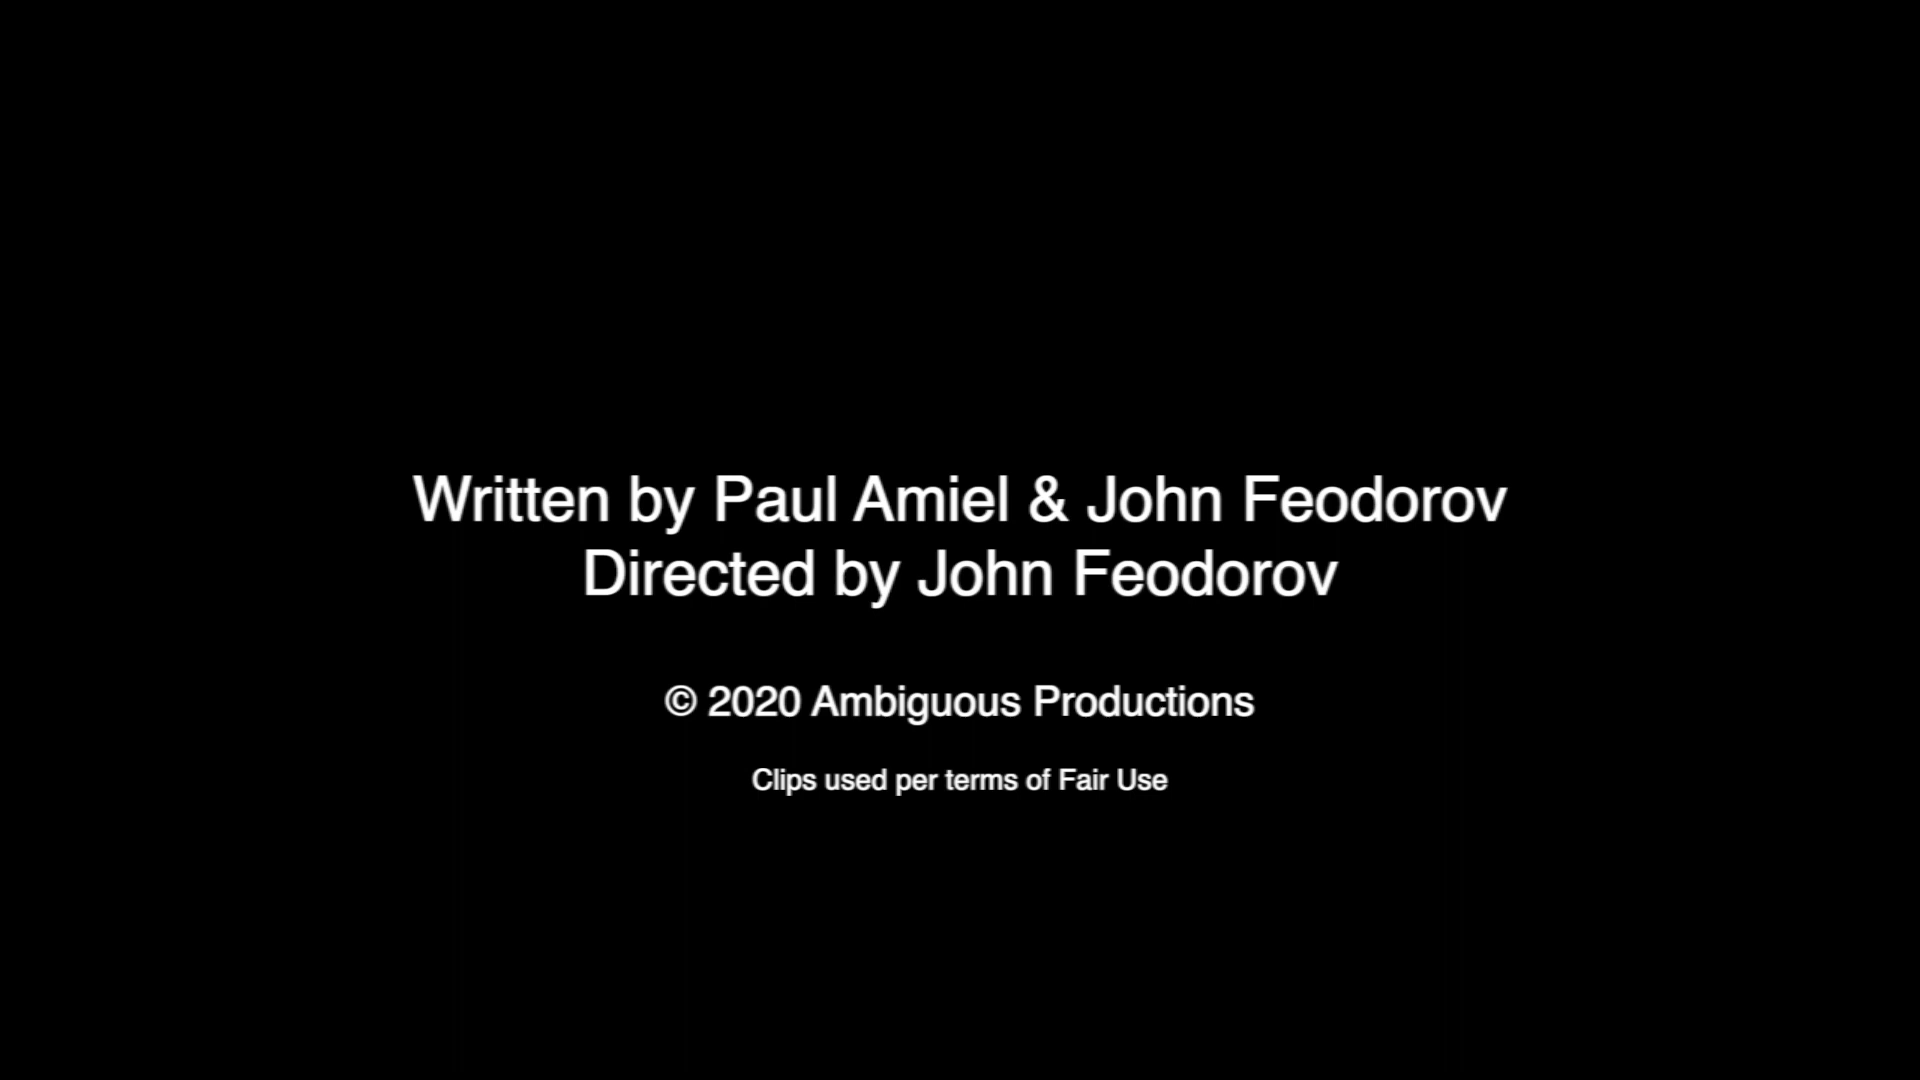 Written by Paul Amiel & John Feodorov
Directed by John Feodorov
© 2020 Ambiguous Productions
Clips used per terms of Fair Use